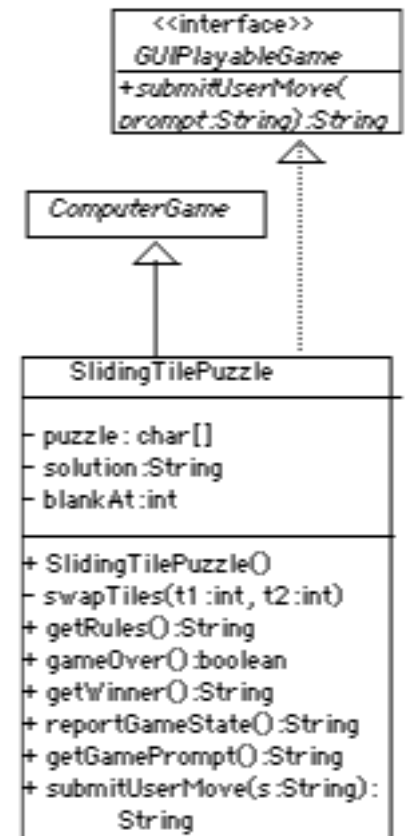 <<interface>>
GUIPlayableGame
+submitUserMove(
prompt:String):String
ComputerGame
SlidingTilePuzzle
- puzzle: char[]
- solution:String
- blankAt:int
+ SlidingTilePuzzle()
- swapTiles(t1:int, t2:int)
+ getRules():String
+ gameOver():boolean
+ getWinner():String
+ reportGameState():String
+ getGamePrompt():String
+ submitUserMove(s:String):
String